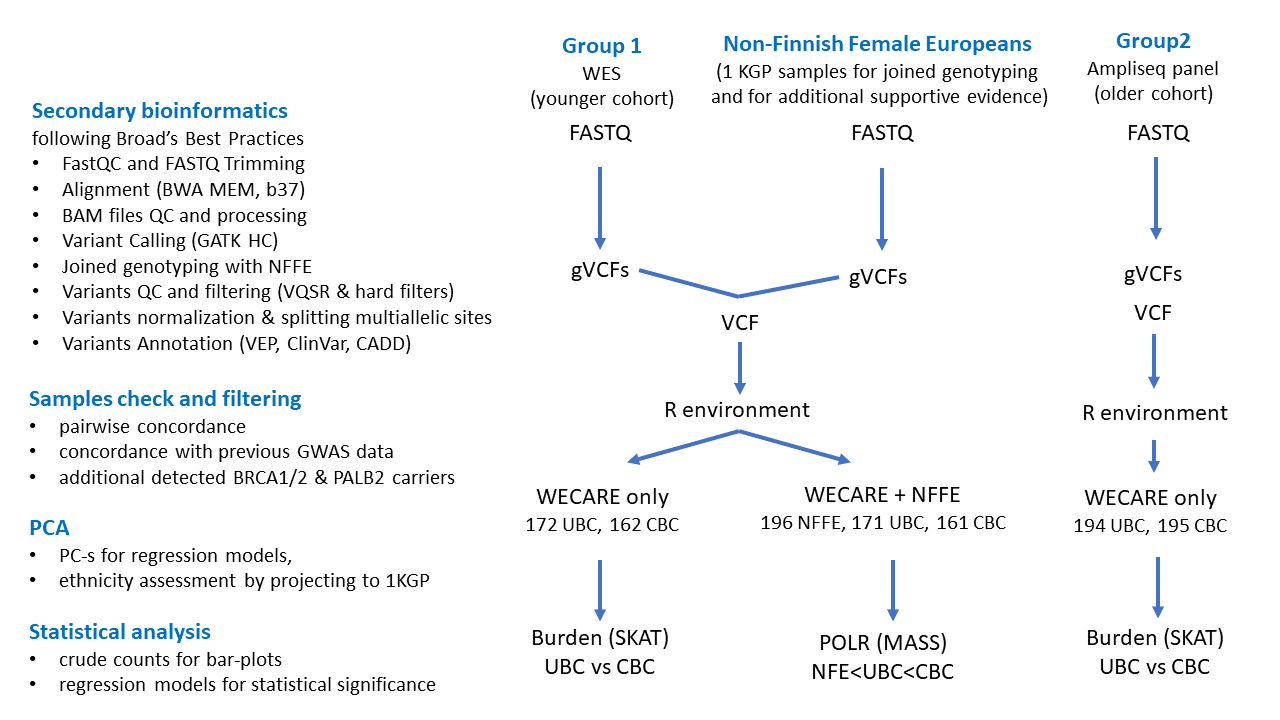 Secondary bioinformatics
following Broad's Best Practices
• FastQC and FASTQ Trimming
• Alignment (BWA MEM, b37)
• BAM files QC and processing
• Variant Calling (GATK HC)
• Joined genotyping with NFFE
• Variants QC and filtering (VQSR & hard filters)
• Variants normalization & splitting multiallelic sites
• Variants Annotation (VEP, ClinVar, CADD)
Samples check and filtering
• pairwise concordance
• concordance with previous GWAS data
• additional detected BRCA1/2 & PALB2 carriers
PCA
• PC-s for regression models,
• ethnicity assessment by projecting to 1KGP
Statistical analysis
• crude counts for bar-plots
• regression models for statistical significance
Group 1
WES
(younger cohort)
FASTQ
gVCFs
Non-Finnish Female Europeans
(1 KGP samples for joined genotyping
and for additional supportive evidence)
FASTQ
gVCFs
VCF
R environment
WECARE only
172 UBC, 162 CBC
Burden (SKAT)
UBC vs CBC
WECARE + NFFE
196 NFFE, 171 UBC, 161 CBC
POLR (MASS)
NFE<UBC<CBC
Group2
Ampliseq panel
(older cohort)
FASTQ
gVCFs
VCF
R environment
WECARE only
194 UBC, 195 CBC
Burden (SKAT)
UBC vs CBC